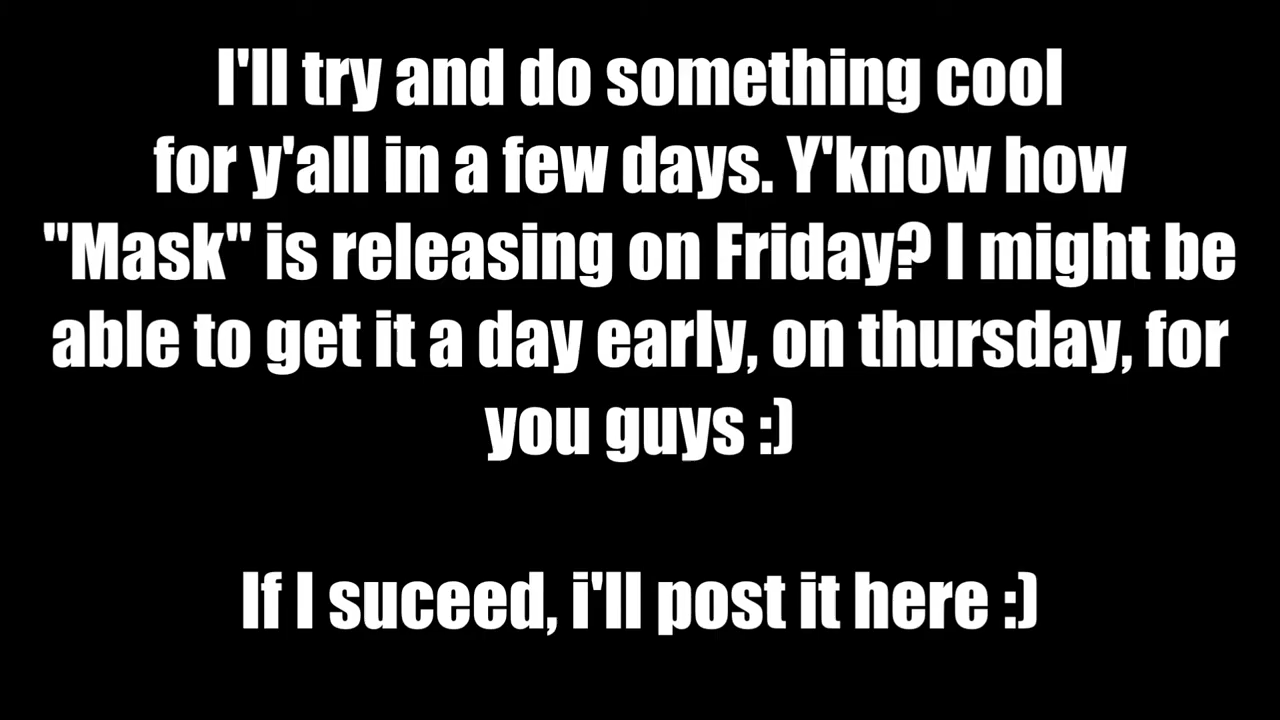 I'll try and do something cool
for y'all in a few days. Y'know how
"Mask" is releasing on Friday? I might be
able to get it a day early, on thursday, for
you guys :)
If I suceed, i'll post it here :)